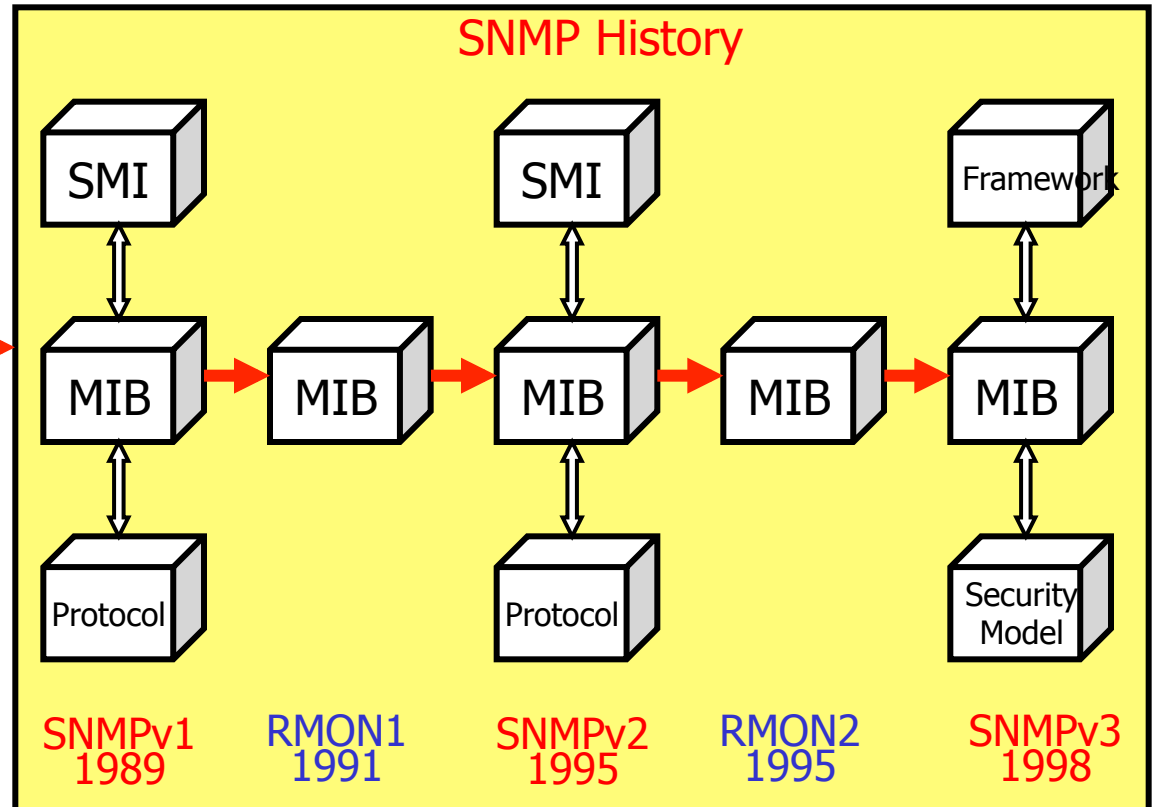 SNMP History
SMI
SMI
Framework
MIB
MIB
MIB
MIB
MIB
Protocol
Protocol
Security
Model
SNMPv1
1989
RMON1
1991
SNMPv2
1995
RMON2
1995
SNMPv3
1998